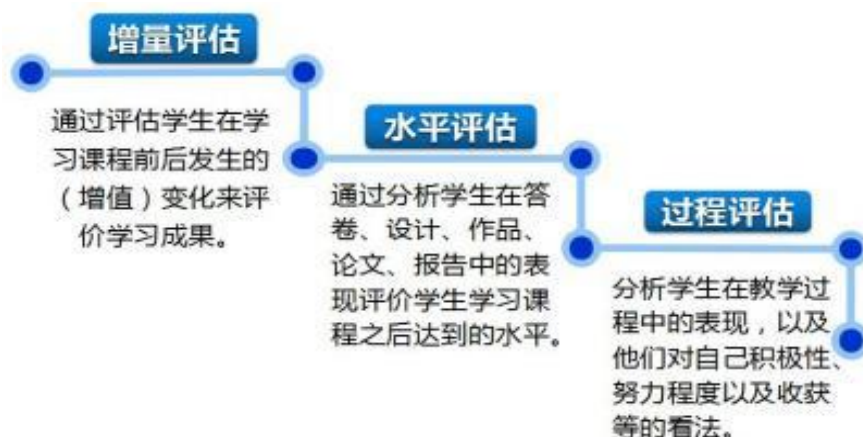 增量评估
通过评估学生在学
习课程前后发生的
（增值）变化来评
价学习成果。
水平评估
通过分析学生在答
卷、设计、作品、
论文、报告中的表
现评价学生学习课
程之后达到的水平。
过程评估
分析学生在教学过
程中的表现，以及
他们对自己积极性、
努力程度以及收获
等的看法。